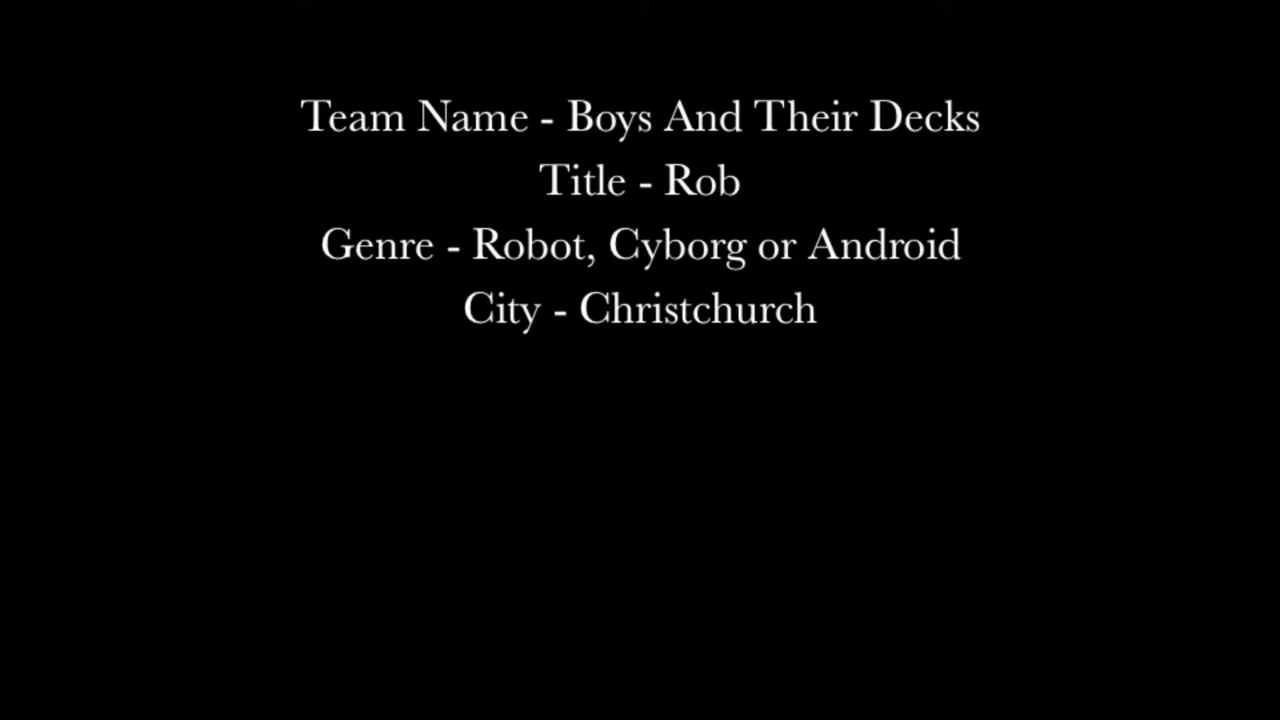 Team Name - Boys And Their Decks
Title - Rob
Genre - Robot, Cyborg or Android
City - Christchurch